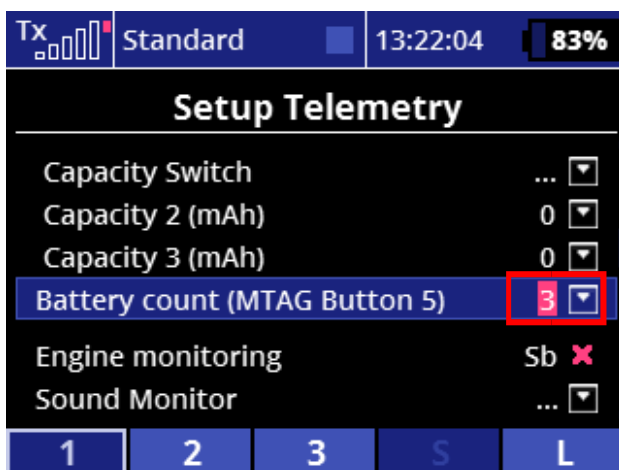 Tx Standard 13:22:04 83%
Setup Telemetry
Capacity Switch ...
Capacity 2 (mAh) 0
Capacity 3 (mAh) 0
Battery count (MTAG Button 5) 3
Engine monitoring Sb
Sound Monitor ...
1 2 3 S L